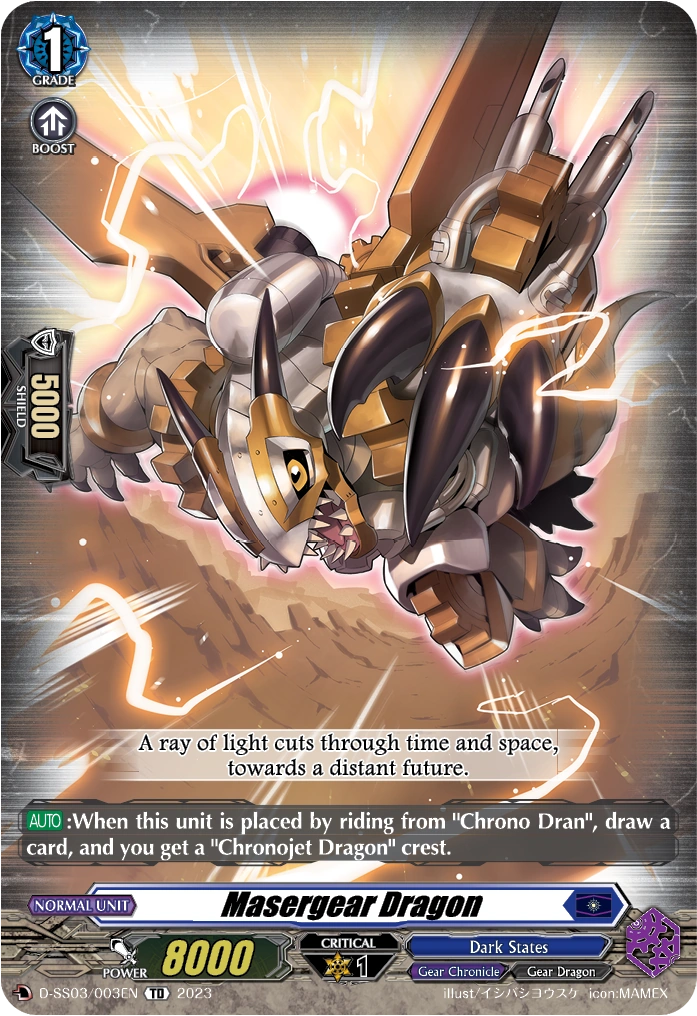 1
GRADE
BOOST
5000
SHIELD
A ray of light cuts through time and space,
towards a distant future.
AUTO:When this unit is placed by riding from "Chrono Dran", draw a
card, and you get a "Chronojet Dragon" crest.
NORMAL UNIT
Masergear Dragon
POWER
8000
CRITICAL
1
Dark States
Gear Chronicle
Gear Dragon
D-SS03/003EN TD 2023
illust/イシバシヨウスケ icon:MAMEX